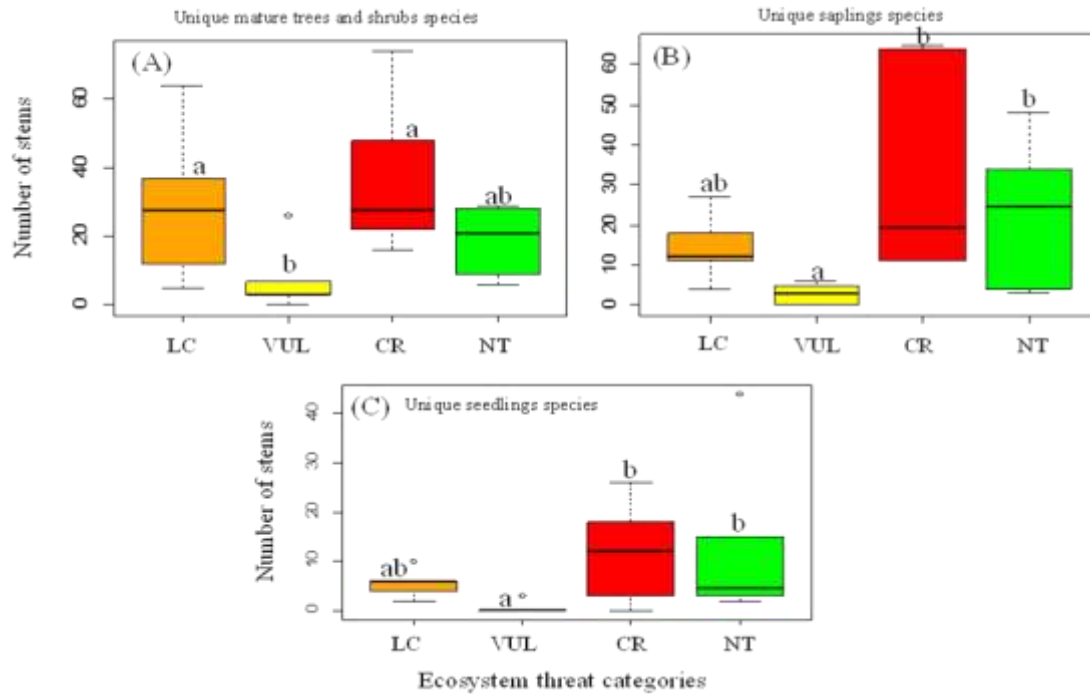 Unique mature trees and shrubs species
Unique saplings species
(A)
Number of stems
60
40
20
0
a
b
a
ab
LC VUL CR NT
(B)
60
50
40
30
20
10
0
ab
a
b
b
LC VUL CR NT
(C) Unique seedlings species
Number of stems
40
30
20
10
0
ab
a
b
b
LC VUL CR NT
Ecosystem threat categories